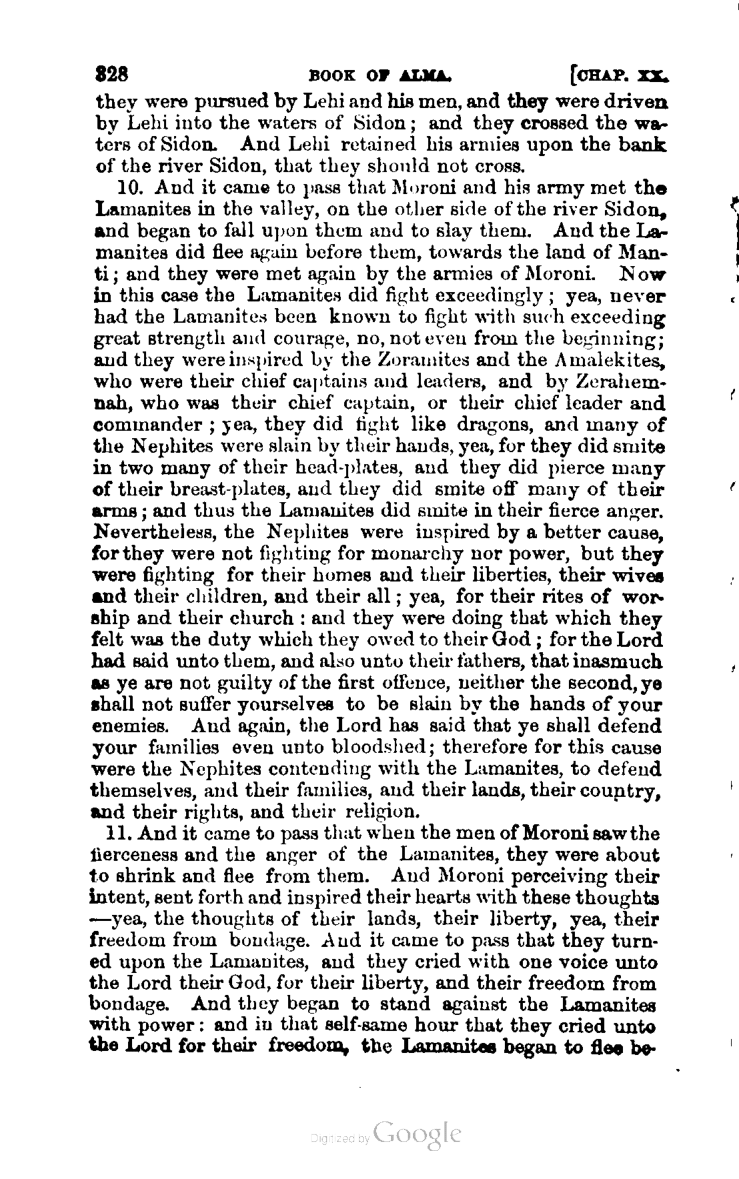 328 BOOK OF ALMA. [CHAP. XX.
they were pursued by Lehi and his men, and they were driven
by Lehi into the waters of Sidon; and they crossed the wa-
ters of Sidon. And Lehi retained his armies upon the bank
of the river Sidon, that they should not cross.
10. And it came to pass that Moroni and his army met the
Lamanites in the valley, on the other side of the river Sidon,
and began to fall upon them and to slay them. And the La-
manites did flee again before them, towards the land of Man-
ti; and they were met again by the armies of Moroni. Now
in this case the Lamanites did fight exceedingly; yea, never
had the Lamanites been known to fight with such exceeding
great strength and courage, no, not even from the beginning;
and they were inspired by the Zoramites and the Amalekites,
who were their chief captains and leaders, and by Zerahem-
nah, who was their chief captain, or their chief leader and
commander ; yea, they did fight like dragons, and many of
the Nephites were slain by their hands, yea, for they did smite
in two many of their head-plates, and they did pierce many
of their breast-plates, and they did smite off many of their
arms; and thus the Lamanites did smite in their fierce anger.
Nevertheless, the Nephites were inspired by a better cause,
for they were not fighting for monarchy nor power, but they
were fighting for their homes and their liberties, their wives
and their children, and their all; yea, for their rites of wor-
ship and their church : and they were doing that which they
felt was the duty which they owed to their God; for the Lord
had said unto them, and also unto their fathers, that inasmuch
as ye are not guilty of the first offence, neither the second, ye
shall not suffer yourselves to be slain by the hands of your
enemies. And again, the Lord has said that ye shall defend
your families even unto bloodshed; therefore for this cause
were the Nephites contending with the Lamanites, to defend
themselves, and their families, and their lands, their country,
and their rights, and their religion.
11. And it came to pass that when the men of Moroni saw the
fierceness and the anger of the Lamanites, they were about
to shrink and flee from them. And Moroni perceiving their
intent, sent forth and inspired their hearts with these thoughts
—yea, the thoughts of their lands, their liberty, yea, their
freedom from bondage. And it came to pass that they turn-
ed upon the Lamanites, and they cried with one voice unto
the Lord their God, for their liberty, and their freedom from
bondage. And they began to stand against the Lamanites
with power: and in that self-same hour that they cried unto
the Lord for their freedom, the Lamanites began to flee be-
Digitized by Google